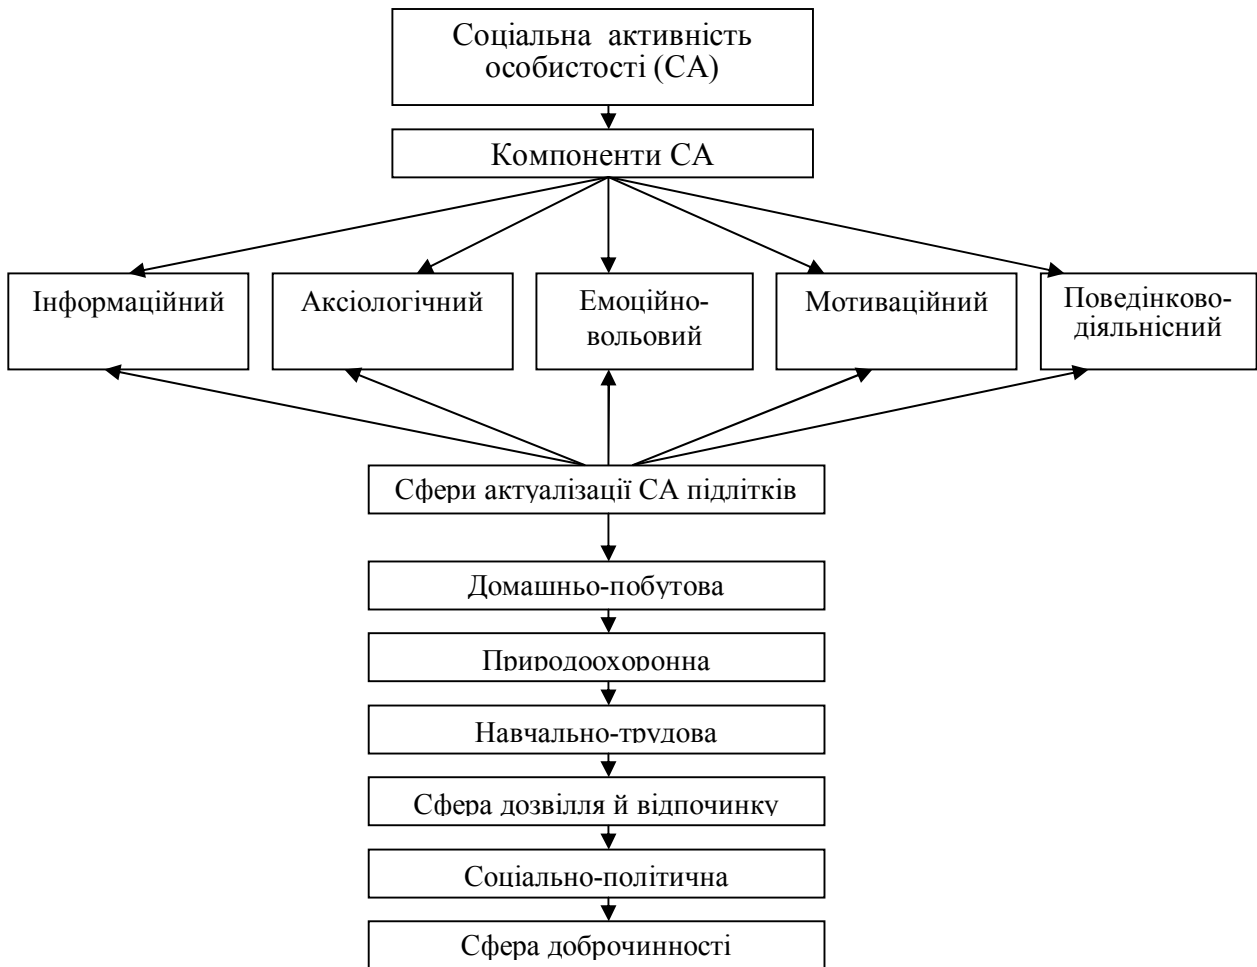 Соціальна активність
особистості (СА)
Компоненти СА
Інформаційний
Аксіологічний
Емоційно-
вольовий
Мотиваційний
Поведінково-
діяльнісний
Сфери актуалізації СА підлітків
Домашньо-побутова
Природоохоронна
Навчально-трудова
Сфера дозвілля й відпочинку
Соціально-політична
Сфера доброчинності